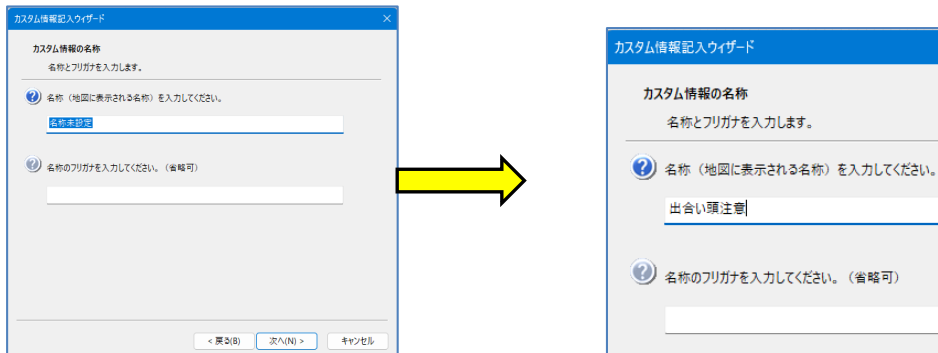 カスタム情報記入ウィザード
カスタム情報の名称
名称とフリガナを入力します。
名称（地図に表示される名称）を入力してください。
名称未設定
名称のフリガナを入力してください。（省略可）
< 戻る(B)
次へ(N) >
キャンセル
カスタム情報記入ウィザード
カスタム情報の名称
名称とフリガナを入力します。
名称（地図に表示される名称）を入力してください。
出合い頭注意
名称のフリガナを入力してください。（省略可）